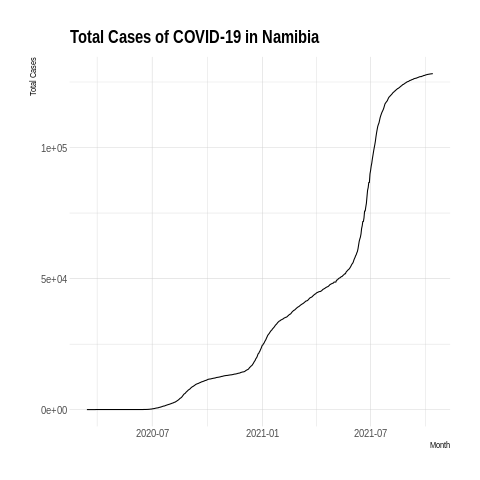 Total Cases of COVID-19 in Namibia
Total Cases
1e+05
5e+04
0e+00
2020-07 2021-01 2021-07
Month